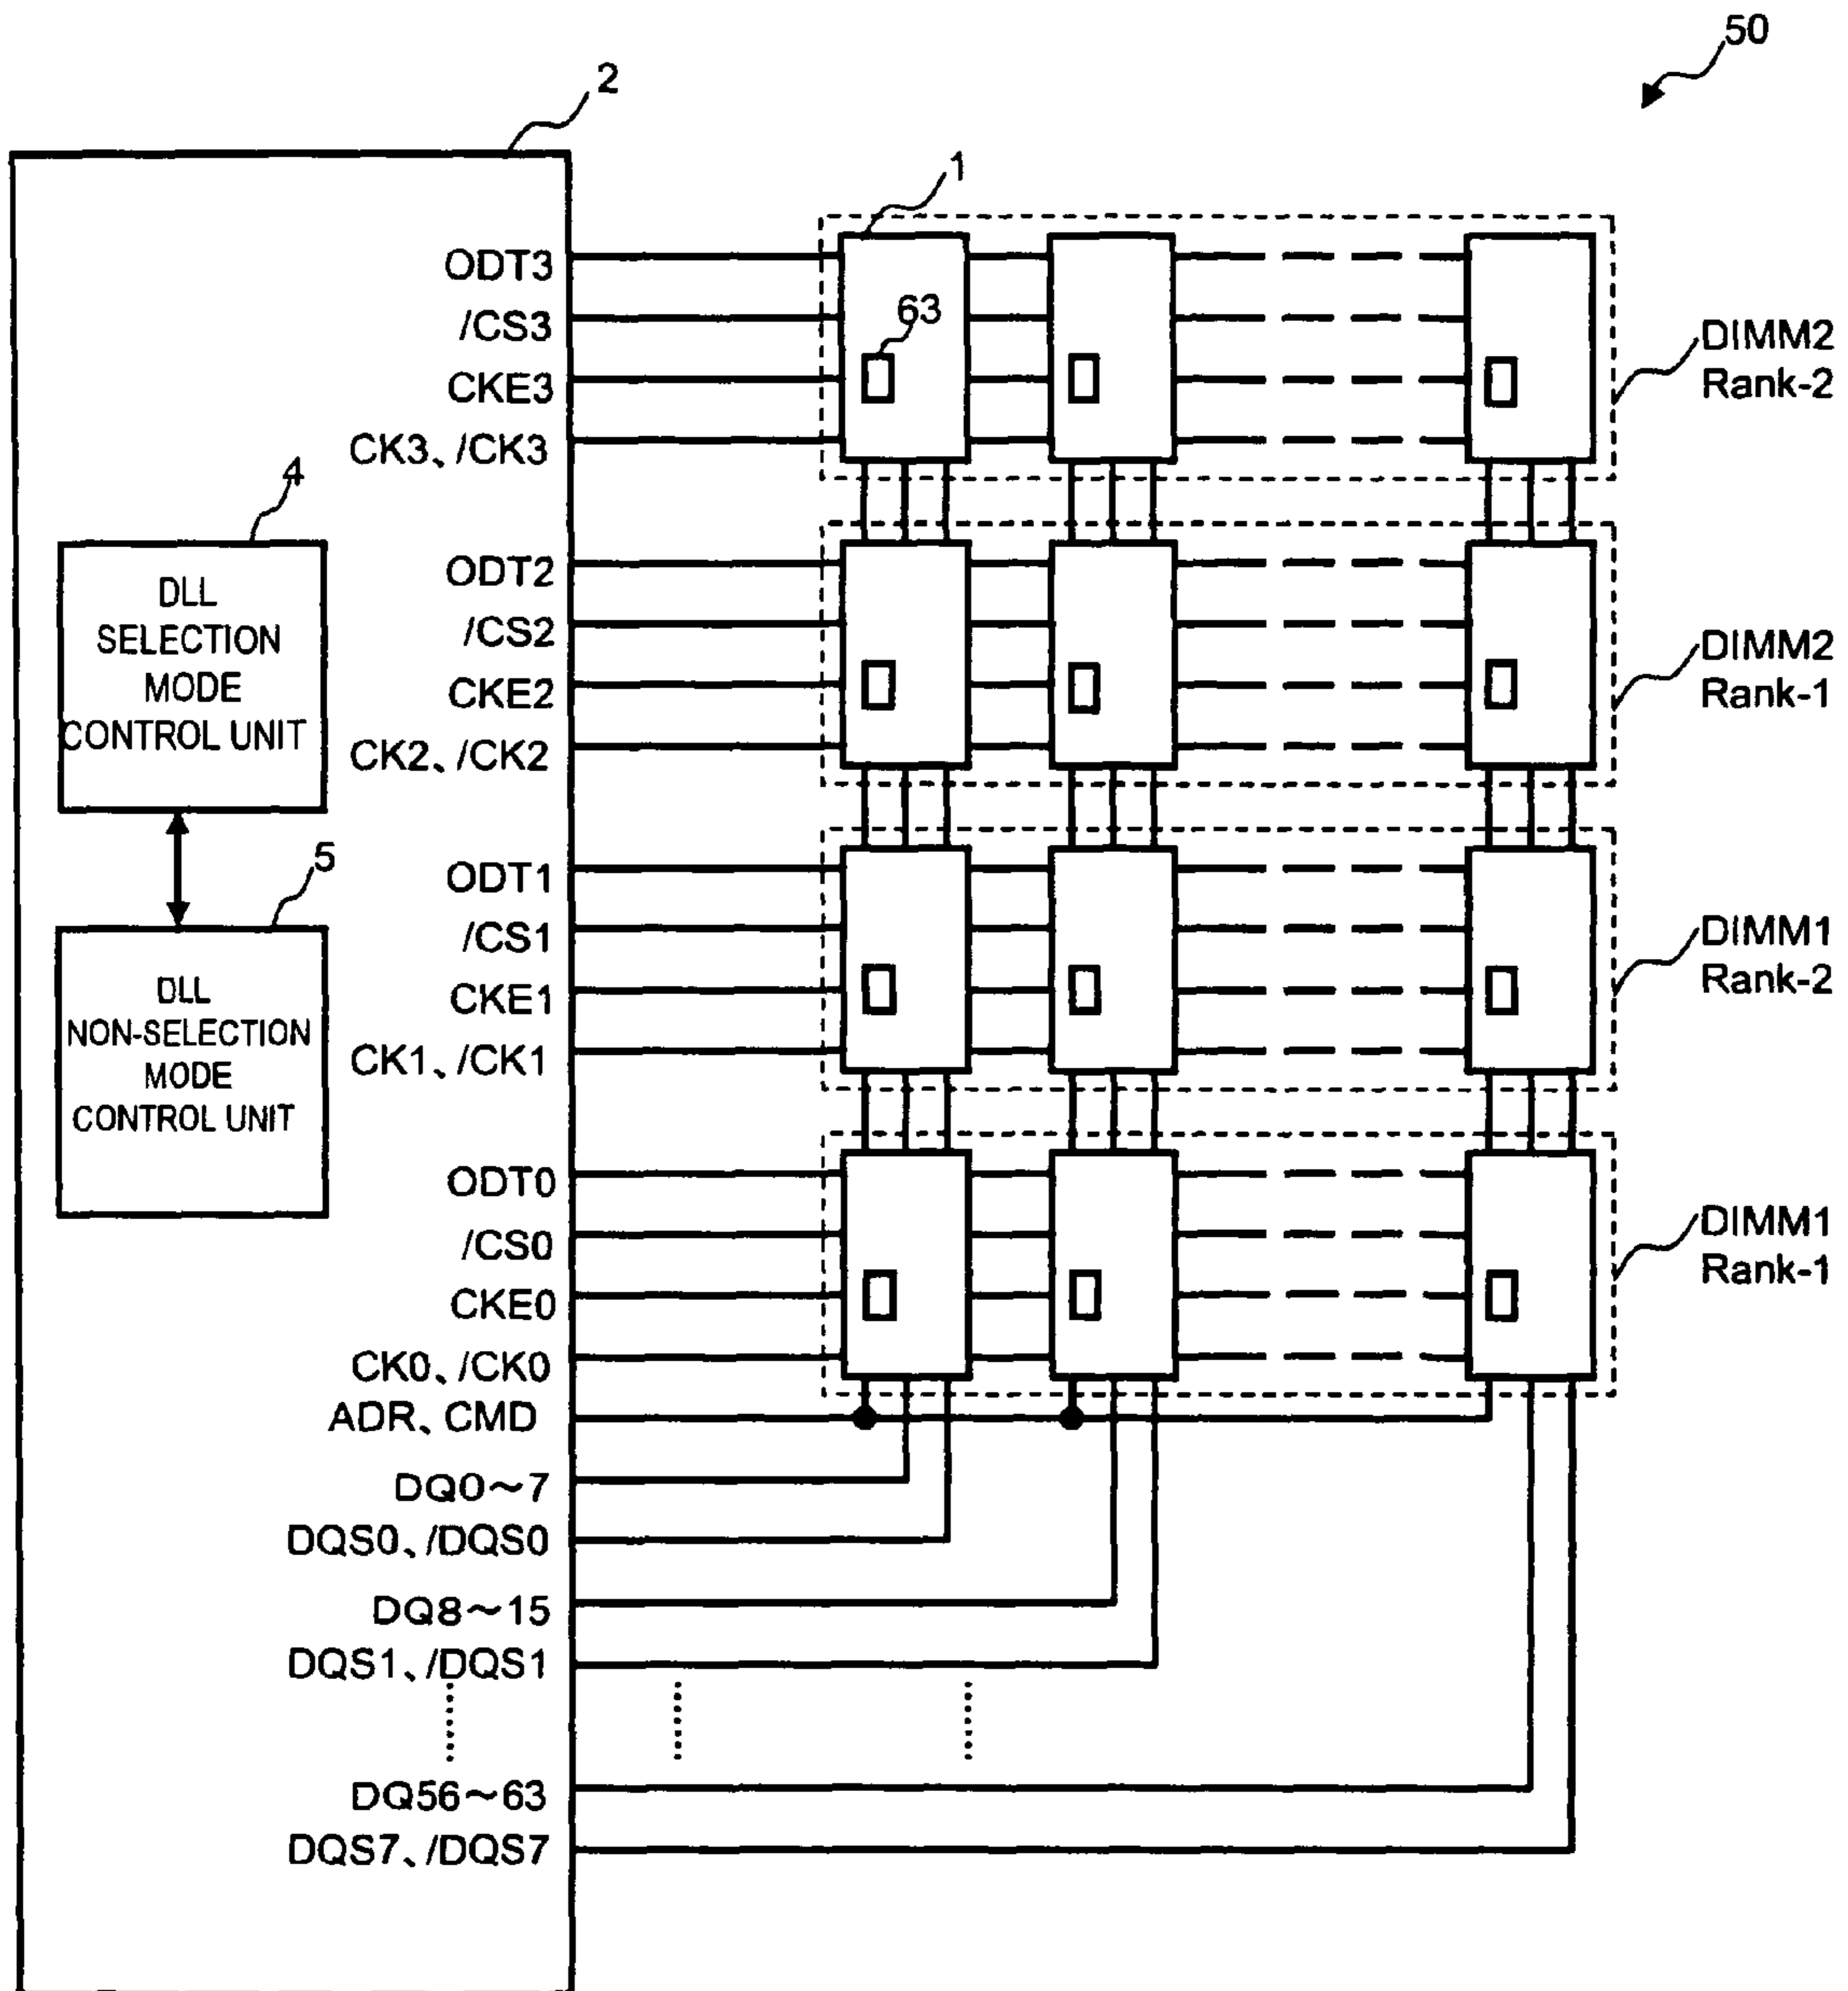 50
2
1
ODT3
/CS3
CKE3
CK3、/CK3
63
DIMM2
Rank-2
4
DLL
SELECTION
MODE
CONTROL UNIT
ODT2
/CS2
CKE2
CK2、/CK2
DIMM2
Rank-1
5
DLL
NON-SELECTION
MODE
CONTROL UNIT
ODT1
/CS1
CKE1
CK1、/CK1
DIMM1
Rank-2
ODT0
/CS0
CKE0
CK0、/CK0
DIMM1
Rank-1
ADR、CMD
DQ0～7
DQS0、/DQS0
DQ8～15
DQS1、/DQS1
DQ56～63
DQS7、/DQS7